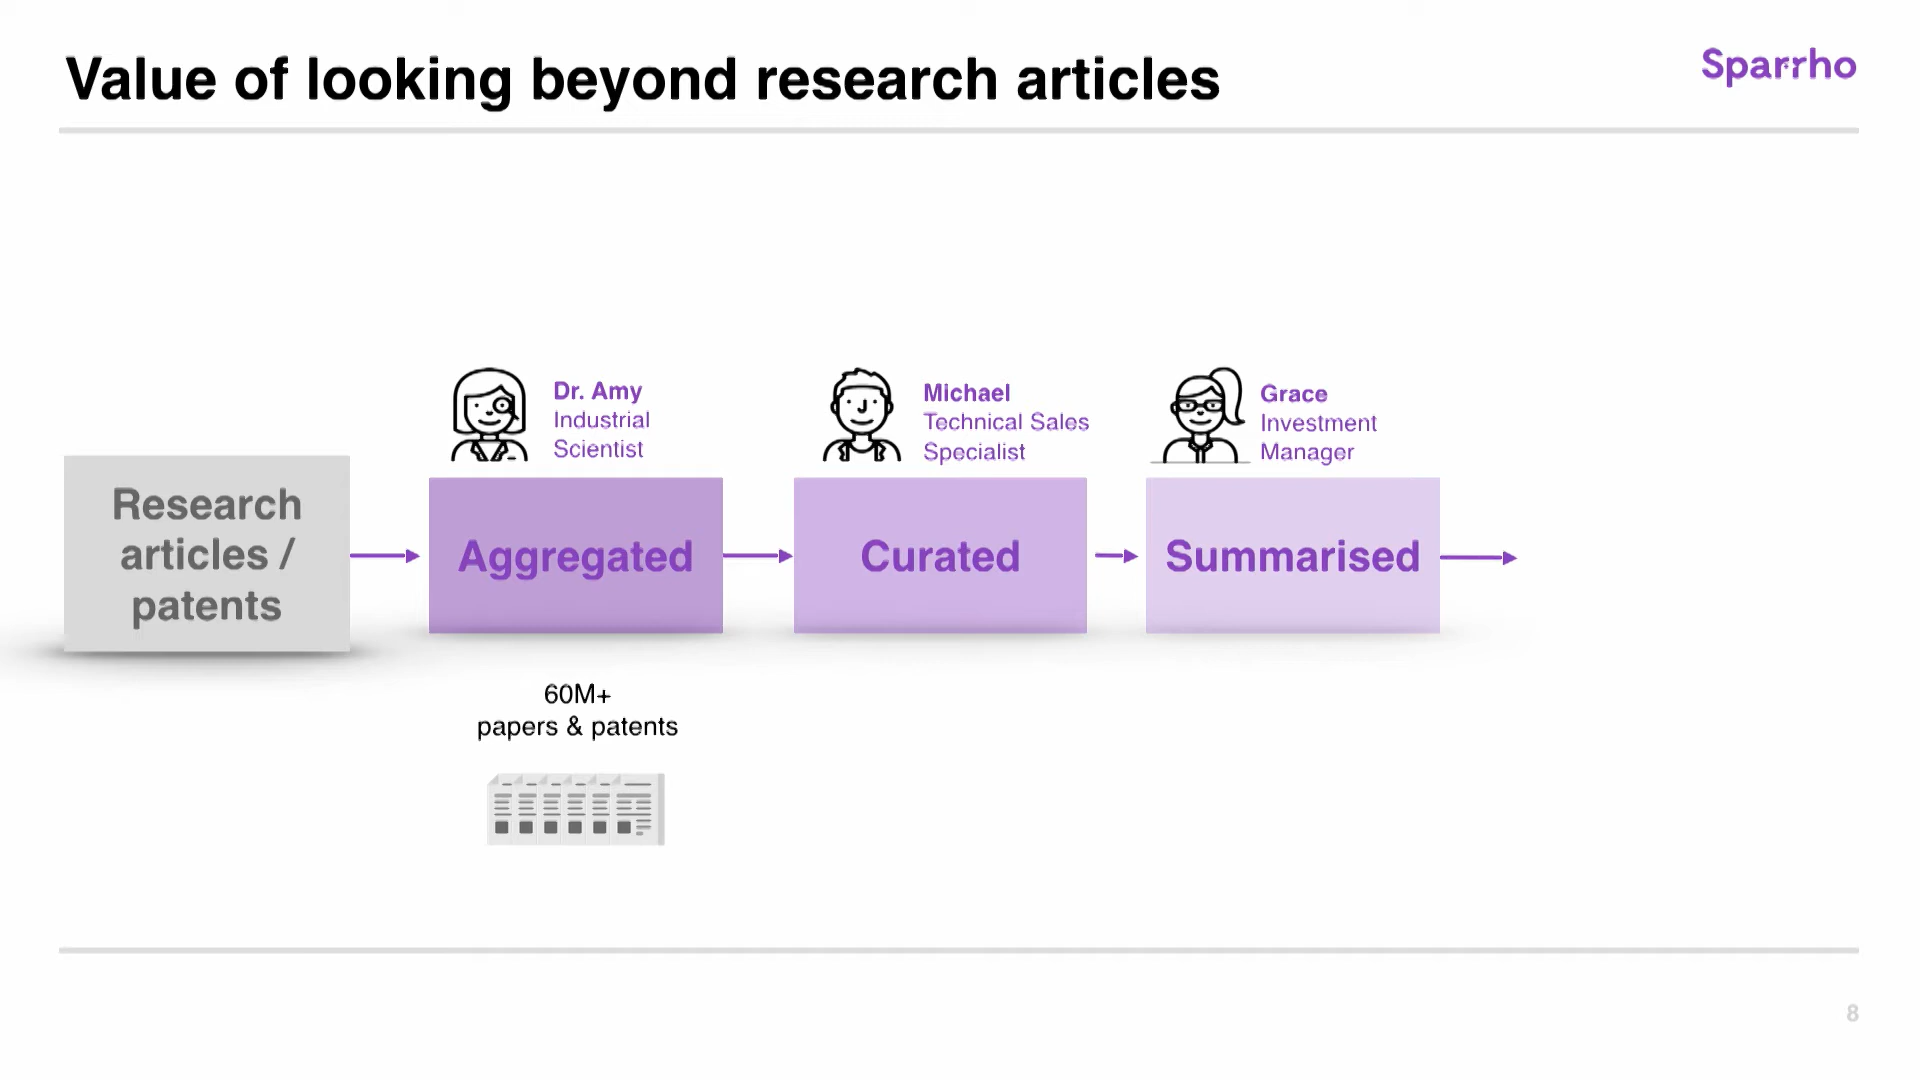 Value of looking beyond research articles
Sparrho
Dr. Amy
Industrial
Scientist
Michael
Technical Sales
Specialist
Grace
Investment
Manager
Research
articles /
patents
Aggregated
Curated
Summarised
60M+
papers & patents
8